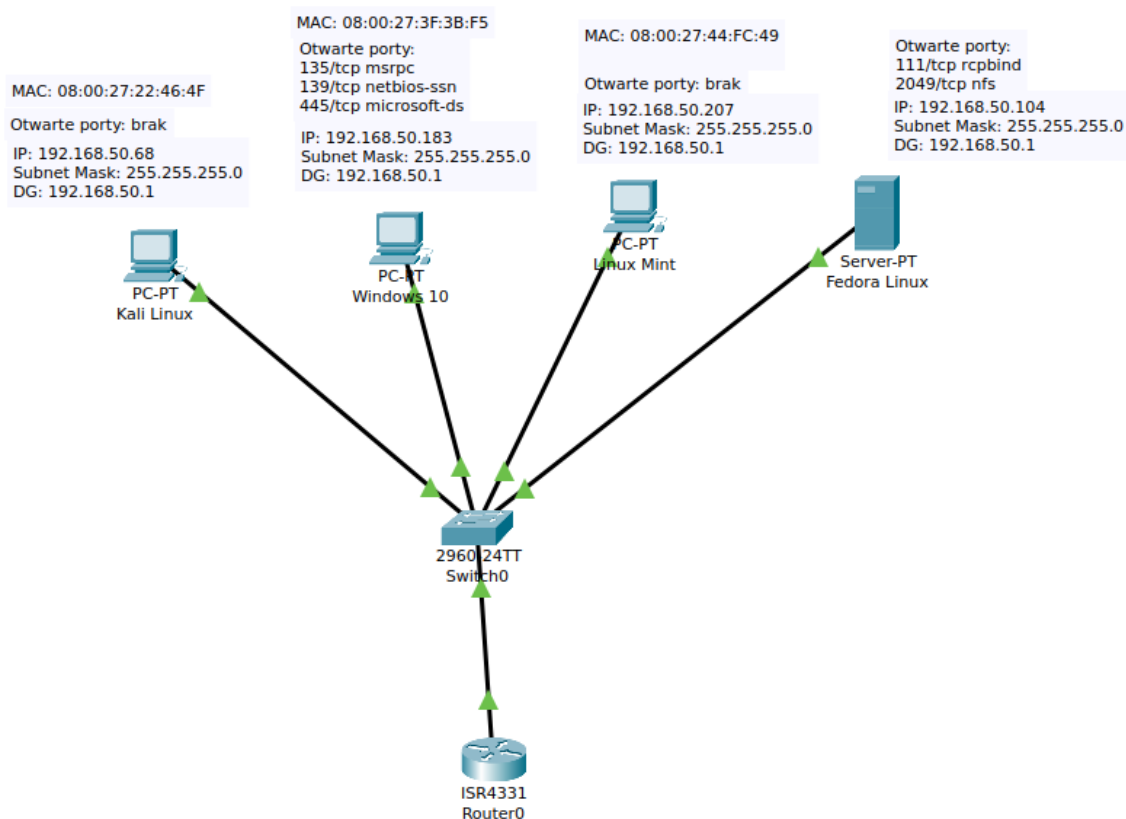 MAC: 08:00:27:22:46:4F
Otwarte porty: brak
IP: 192.168.50.68
Subnet Mask: 255.255.255.0
DG: 192.168.50.1
PC-PT
Kali Linux
MAC: 08:00:27:3F:3B:F5
Otwarte porty:
135/tcp msrpc
139/tcp netbios-ssn
445/tcp microsoft-ds
IP: 192.168.50.183
Subnet Mask: 255.255.255.0
DG: 192.168.50.1
PC-PT
Windows 10
MAC: 08:00:27:44:FC:49
Otwarte porty: brak
IP: 192.168.50.207
Subnet Mask: 255.255.255.0
DG: 192.168.50.1
PC-PT
Linux Mint
Otwarte porty:
111/tcp rcpbind
2049/tcp nfs
IP: 192.168.50.104
Subnet Mask: 255.255.255.0
DG: 192.168.50.1
Server-PT
Fedora Linux
2960-24TT
Switch0
ISR4331
Router0